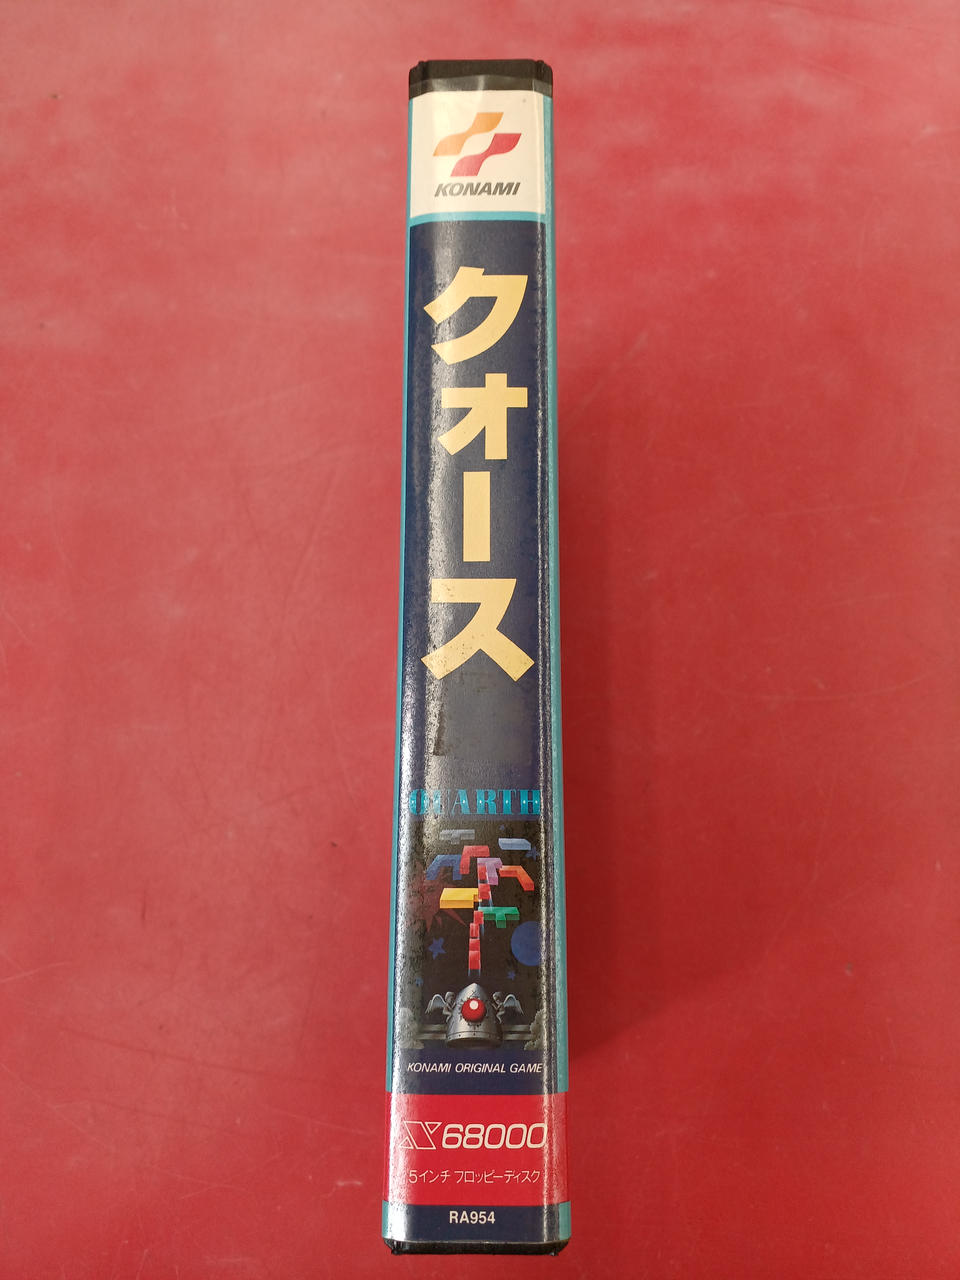 KONAMI
クォース
QUARTH
KONAMI ORIGINAL GAME
X68000
5インチ フロッピーディスク
RA954